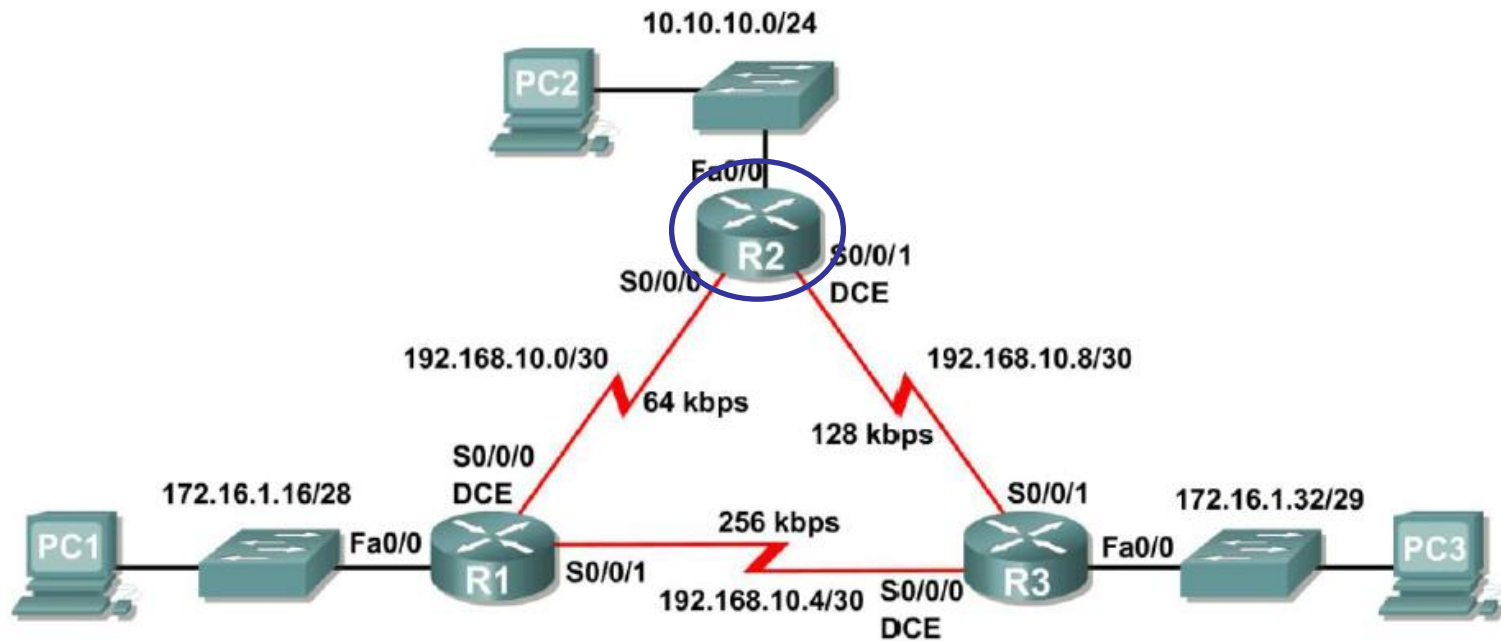 10.10.10.0/24
PC2
Fa0/0
R2
S0/0/0
S0/0/1
DCE
192.168.10.0/30
192.168.10.8/30
64 kbps
128 kbps
S0/0/0
DCE
172.16.1.16/28
S0/0/1
172.16.1.32/29
256 kbps
PC1
Fa0/0
R1
S0/0/1
192.168.10.4/30
S0/0/0
DCE
R3
Fa0/0
PC3